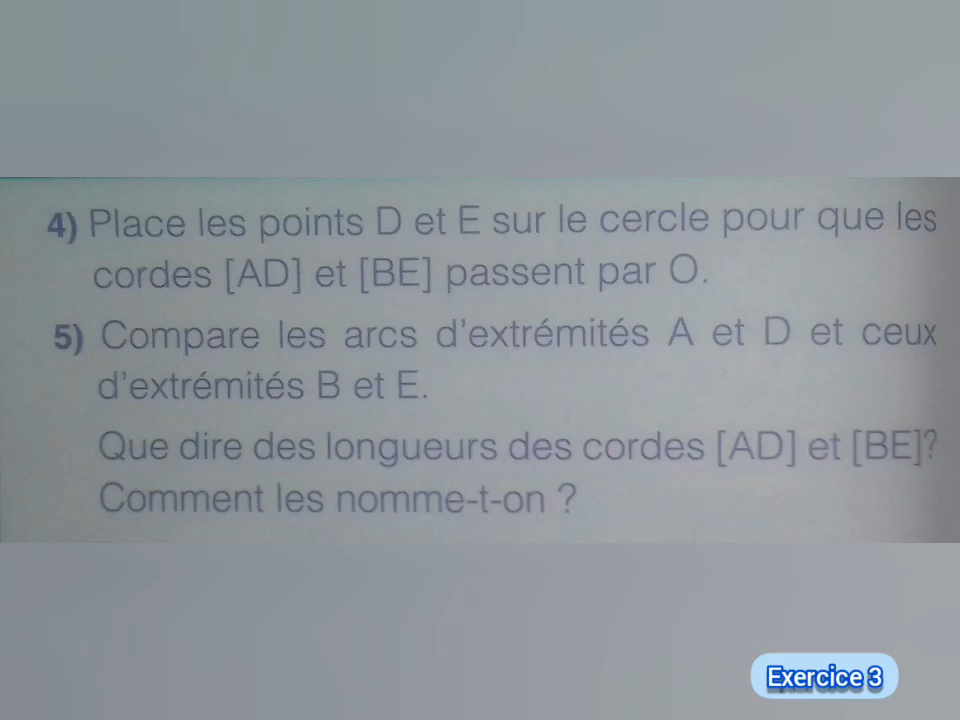 4) Place les points D et E sur le cercle pour que les
cordes [AD] et [BE] passent par O.
5) Compare les arcs d'extrémités A et D et ceux
d'extrémités B et E.
Que dire des longueurs des cordes [AD] et [BE]?
Comment les nomme-t-on ?
Exercice 3